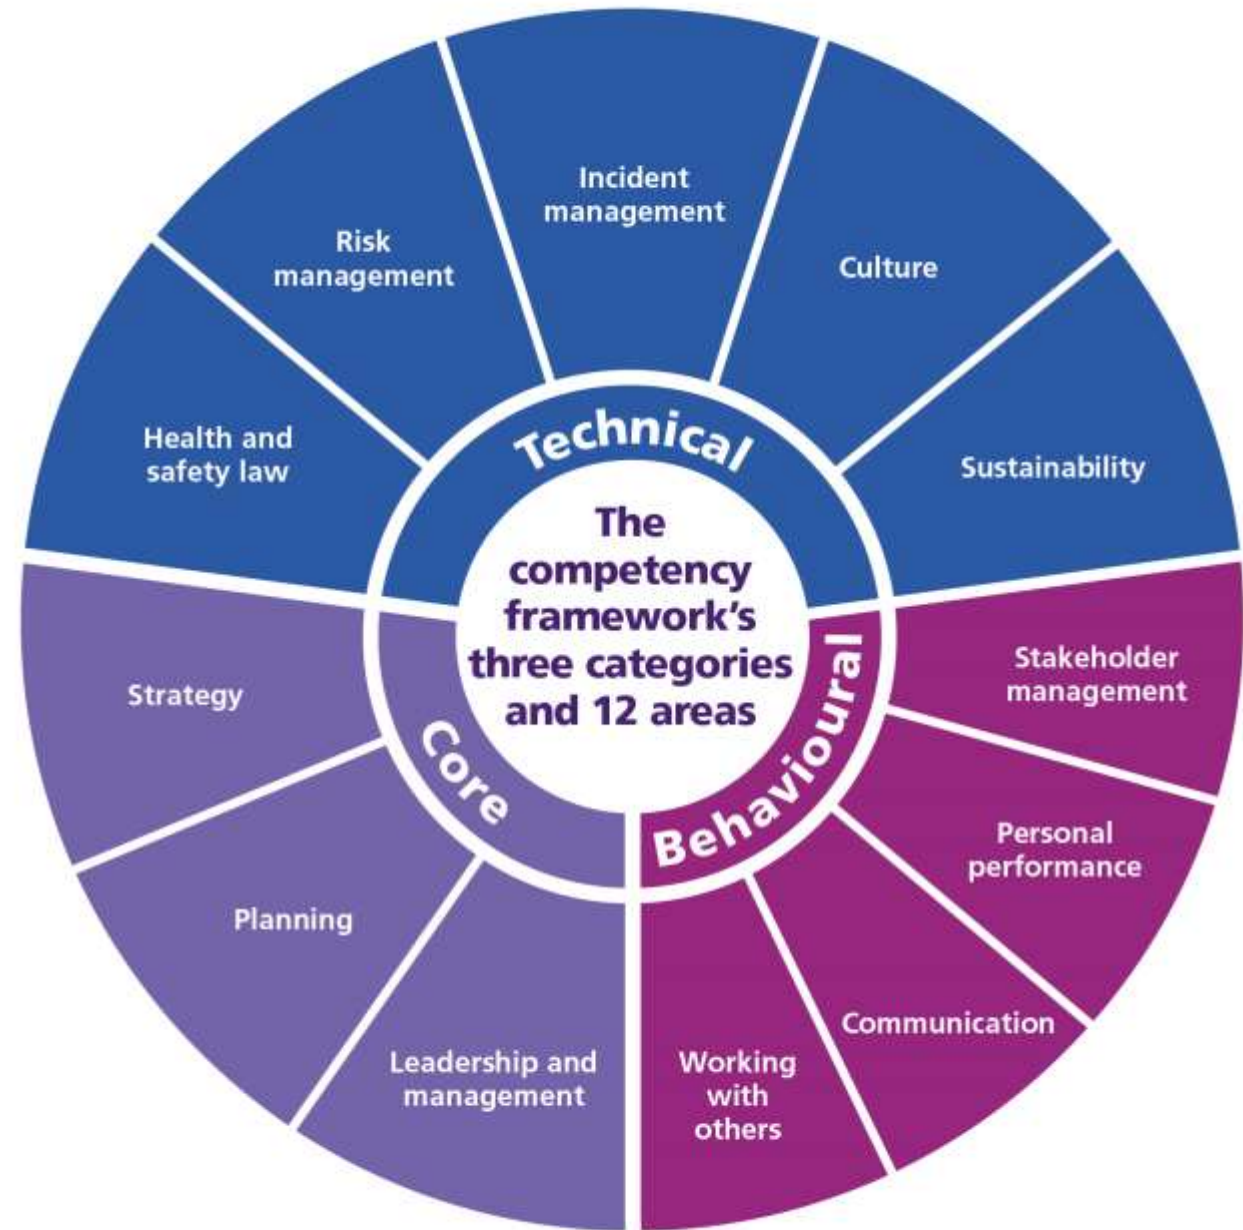 Incident
management
Risk
management
Culture
Health and
safety law
Sustainability
Technical
The
competency
framework's
three categories
and 12 areas
Core
Behavioural
Strategy
Planning
Leadership and
management
Stakeholder
management
Personal
performance
Communication
Working
with
others